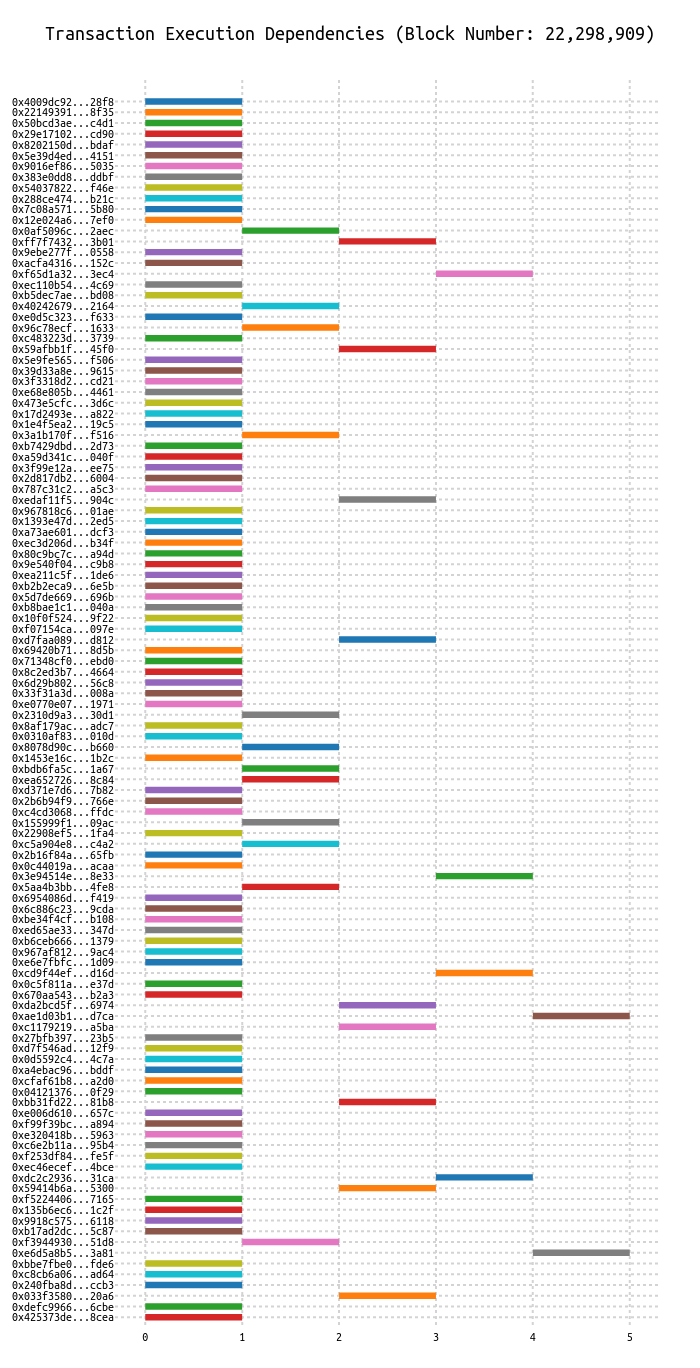 Transaction Execution Dependencies (Block Number: 22,298,909)
0x4009dc92...28f8
0x22149391...8f35
0x50bcd3ae...c4d1
0x29e17102...cd90
0x8202150d...bdaf
0x5e39d4ed...4151
0x9016ef86...5035
0x383e0dd8...ddbf
0x54037822...f46e
0x288ce474...b21c
0x7c08a571...5b80
0x12e024a6...7ef0
0x0af5096c...2aec
0xff7f7432...3b01
0x9ebe277f...0558
0xacfa4316...152c
0xf65d1a32...3ec4
0xec110b54...4c69
0xb5dec7ae...bd08
0x40242679...2164
0xe0d5c323...f633
0x96c78ecf...1633
0xc483223d...3739
0x59afbb1f...45f0
0x5e9fe565...f506
0x39d33a8e...9615
0x3f3318d2...cd21
0xe68e805b...4461
0x473e5cfc...3d6c
0x17d2493e...a822
0x1e4f5ea2...19c5
0x3a1b170f...f516
0xb7429dbd...2d73
0xa59d341c...040f
0x3f99e12a...ee75
0x2d817db2...6004
0x787c31c2...a5c3
0xedaf11f5...904c
0x967818c6...01ae
0x1393e47d...2ed5
0xa73ae601...dcf3
0xec3d206d...b34f
0x80c9bc7c...a94d
0x9e540f04...c9b8
0xea211c5f...1de6
0xb2b2eca9...6e5b
0x5d7de669...696b
0xb8bae1c1...040a
0x10f0f524...9f22
0xf07154ca...097e
0xd7faa089...d812
0x69420b71...8d5b
0x71348cf0...ebd0
0x8c2ed3b7...4664
0x6d29b802...56c8
0x33f31a3d...008a
0xe0770e07...1971
0x2310d9a3...30d1
0x8af179ac...adc7
0x0310af83...010d
0x8078d90c...b660
0x1453e16c...1b2c
0xbdb6fa5c...1a67
0xea652726...8c84
0xd371e7d6...7b82
0x2b6b94f9...766e
0xc4cd3068...ffdc
0x155999f1...09ac
0x22908ef5...1fa4
0xc5a904e8...c4a2
0x2b16f84a...65fb
0x0c44019a...acaa
0x3e94514e...8e33
0x5aa4b3bb...4fe8
0x6954086d...f419
0x6c886c23...9cda
0xbe34f4cf...b108
0xed65ae33...347d
0xb6ceb666...1379
0x967af812...9ac4
0xe6e7fbfc...1d09
0xcd9f44ef...d16d
0x0c5f811a...e37d
0x670aa543...b2a3
0xda2bcd5f...6974
0xae1d03b1...d7ca
0xc1179219...a5ba
0x27bfb397...23b5
0xd7f546ad...12f9
0x0d5592c4...4c7a
0xa4ebac96...bddf
0xcfaf61b8...a2d0
0x04121376...0f29
0xbb31fd22...81b8
0xe006d610...657c
0xf99f39bc...a894
0xe320418b...5963
0xc6e2b11a...95b4
0xf253df84...fe5f
0xec46ecef...4bce
0xdc2c2936...31ca
0x59414b6a...5300
0xf5224406...7165
0x135b6ec6...1c2f
0x9918c575...6118
0xb17ad2dc...5c87
0xf3944930...51d8
0xe6d5a8b5...3a81
0xbbe7fbe0...fde6
0xc8cb6a06...ad64
0x240fba8d...ccb3
0x033f3580...20a6
0xdefc9966...6cbe
0x425373de...8cea
0 1 2 3 4 5